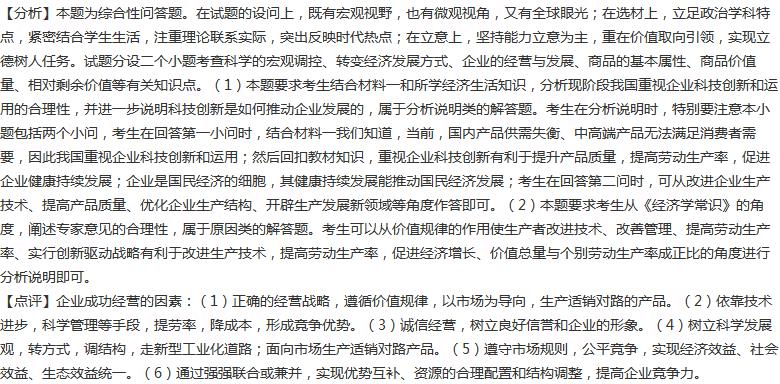 【分析】本题为综合性问答题。在试题的设问上，既有宏观视野，也有微观视角，又有全球眼光；在选材上，立足政治学科特
点，紧密结合学生生活，注重理论联系实际，突出反映时代热点；在立意上，坚持能力立意为主，重在价值取向引领，实现立
德树人任务。试题分设二个小题考查科学的宏观调控、转变经济发展方式、企业的经营与发展、商品的基本属性、商品价值
量、相对剩余价值等有关知识点。（1）本题要求考生结合材料一和所学经济生活知识，分析现阶段我国重视企业科技创新和运
用的合理性，并进一步说明科技创新是如何推动企业发展的，属于分析说明类的解答题。考生在分析说明时，特别要注意本小
题包括两个小问，考生在回答第一小问时，结合材料一我们知道，当前，国内产品供需失衡、中高端产品无法满足消费者需
要，因此我国重视企业科技创新和运用；然后回扣教材知识，重视企业科技创新有利于提升产品质量，提高劳动生产率，促进
企业健康持续发展；企业是国民经济的细胞，其健康持续发展能推动国民经济发展；考生在回答第二问时，可从改进企业生产
技术、提高产品质量、优化企业生产结构、开辟生产发展新领域等角度作答即可。（2）本题要求考生从《经济学常识》的角
度，阐述专家意见的合理性，属于原因类的解答题。考生可以从价值规律的作用使生产者改进技术、改善管理、提高劳动生产
率、实行创新驱动战略有利于改进生产技术，提高劳动生产率，促进经济增长、价值总量与个别劳动生产率成正比的角度进行
分析说明即可。
【点评】企业成功经营的因素：（1）正确的经营战略，遵循价值规律，以市场为导向，生产适销对路的产品。（2）依靠技术
进步，科学管理等手段，提劳率，降成本，形成竞争优势。（3）诚信经营，树立良好信誉和企业的形象。（4）树立科学发展
观，转方式，调结构，走新型工业化道路；面向市场生产适销对路产品。（5）遵守市场规则，公平竟争，实现经济效益、社会
效益、生态效益统一。（6）通过强强联合或兼并，实现优势互补、资源的合理配置和结构调整，提高企业竞争力。